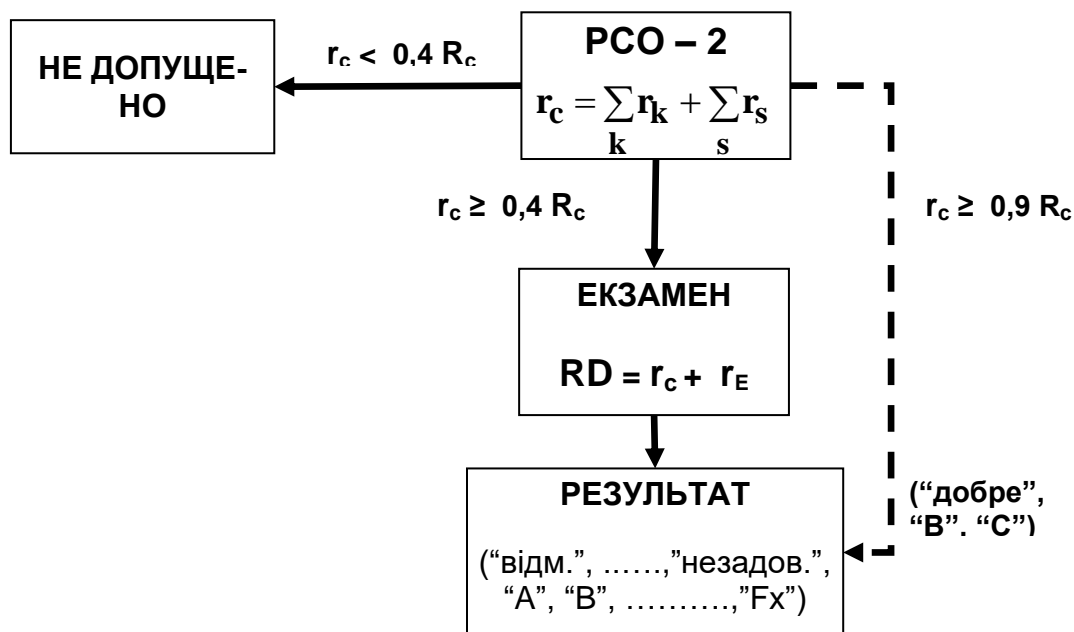 НЕ ДОПУЩЕ-
НО
r_c < 0,4 R_c
РСО – 2
r_c = ∑_k r_k + ∑_s r_s
r_c ≥ 0,4 R_c
r_c ≥ 0,9 R_c
ЕКЗАМЕН
RD = r_c + r_E
РЕЗУЛЬТАТ
(“відм.”, ……,”незадов.”,
“A”, “B”, ……….,”Fx”)
(“добре”,
“B”. “C”)